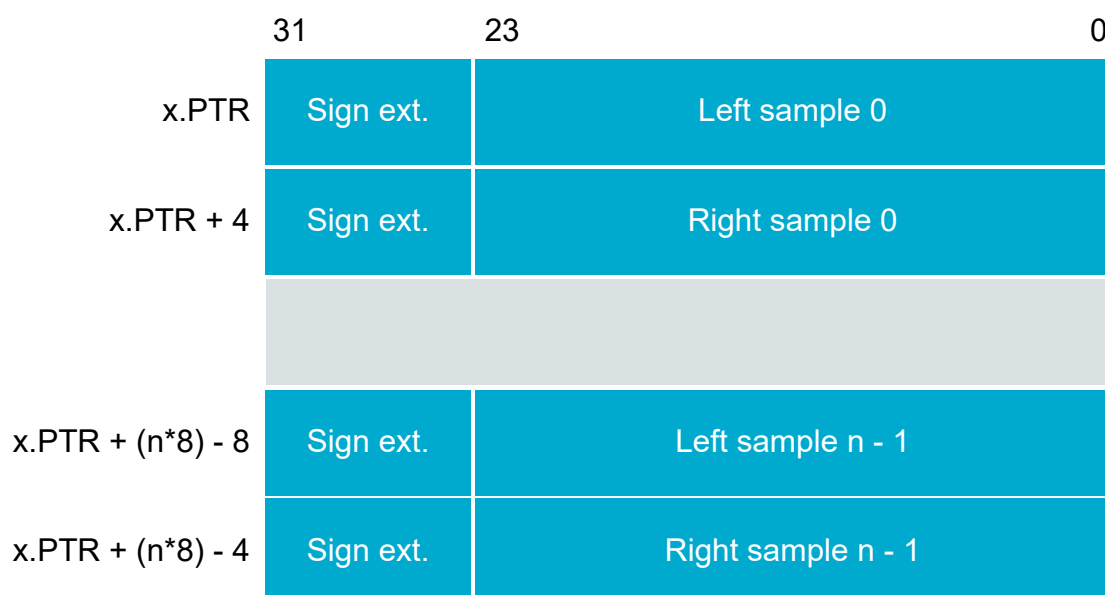 31 23 0
x.PTR Sign ext. Left sample 0
x.PTR + 4 Sign ext. Right sample 0
x.PTR + (n*8) - 8 Sign ext. Left sample n - 1
x.PTR + (n*8) - 4 Sign ext. Right sample n - 1